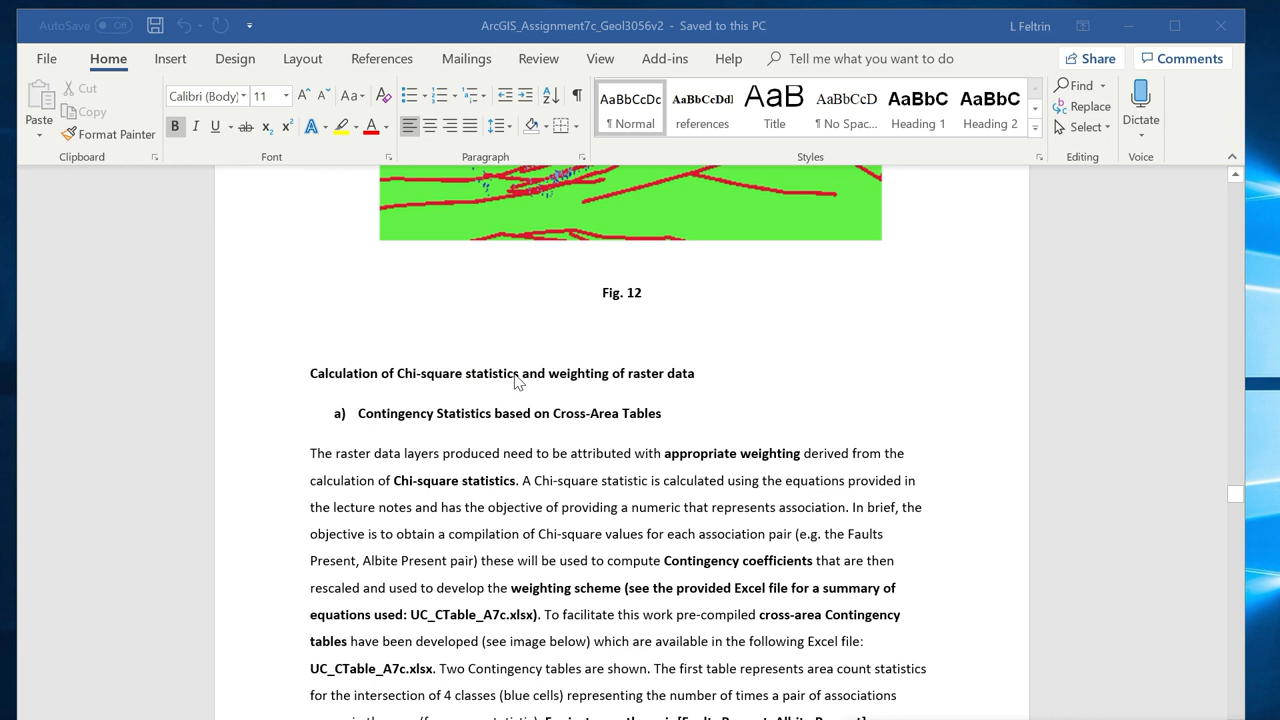 AutoSave Off ArcGIS_Assignment7c_Geol3056v2 - Saved to this PC L Feltrin
File Home Insert Design Layout References Mailings Review View Add-ins Help Tell me what you want to do Share Comments
Paste Cut Copy Format Painter
Calibri (Body) 11
AaBbCcDc AaBbCcDdI AaB AaBbCcDd AaBbC AaBbC
¶ Normal references Title ¶ No Spac... Heading 1 Heading 2
Find Replace Select Dictate
Clipboard Font Paragraph Styles Editing Voice
Fig. 12
Calculation of Chi-square statistics and weighting of raster data
a) Contingency Statistics based on Cross-Area Tables
The raster data layers produced need to be attributed with appropriate weighting derived from the
calculation of Chi-square statistics. A Chi-square statistic is calculated using the equations provided in
the lecture notes and has the objective of providing a numeric that represents association. In brief, the
objective is to obtain a compilation of Chi-square values for each association pair (e.g. the Faults
Present, Albite Present pair) these will be used to compute Contingency coefficients that are then
rescaled and used to develop the weighting scheme (see the provided Excel file for a summary of
equations used: UC_CTable_A7c.xlsx). To facilitate this work pre-compiled cross-area Contingency
tables have been developed (see image below) which are available in the following Excel file:
UC_CTable_A7c.xlsx. Two Contingency tables are shown. The first table represents area count statistics
for the intersection of 4 classes (blue cells) representing the number of times a pair of associations